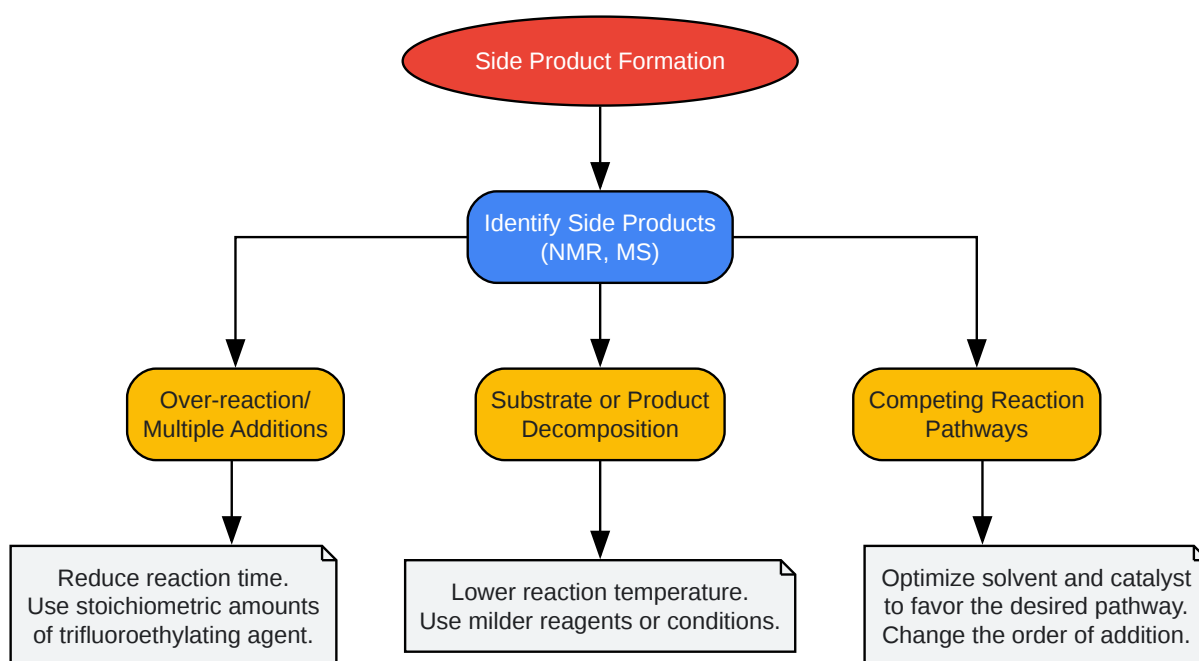 Side Product Formation
Identify Side Products
(NMR, MS)
Over-reaction/
Multiple Additions
Substrate or Product
Decomposition
Competing Reaction
Pathways
Reduce reaction time.
Use stoichiometric amounts
of trifluoroethylating agent.
Lower reaction temperature.
Use milder reagents or conditions.
Optimize solvent and catalyst
to favor the desired pathway.
Change the order of addition.